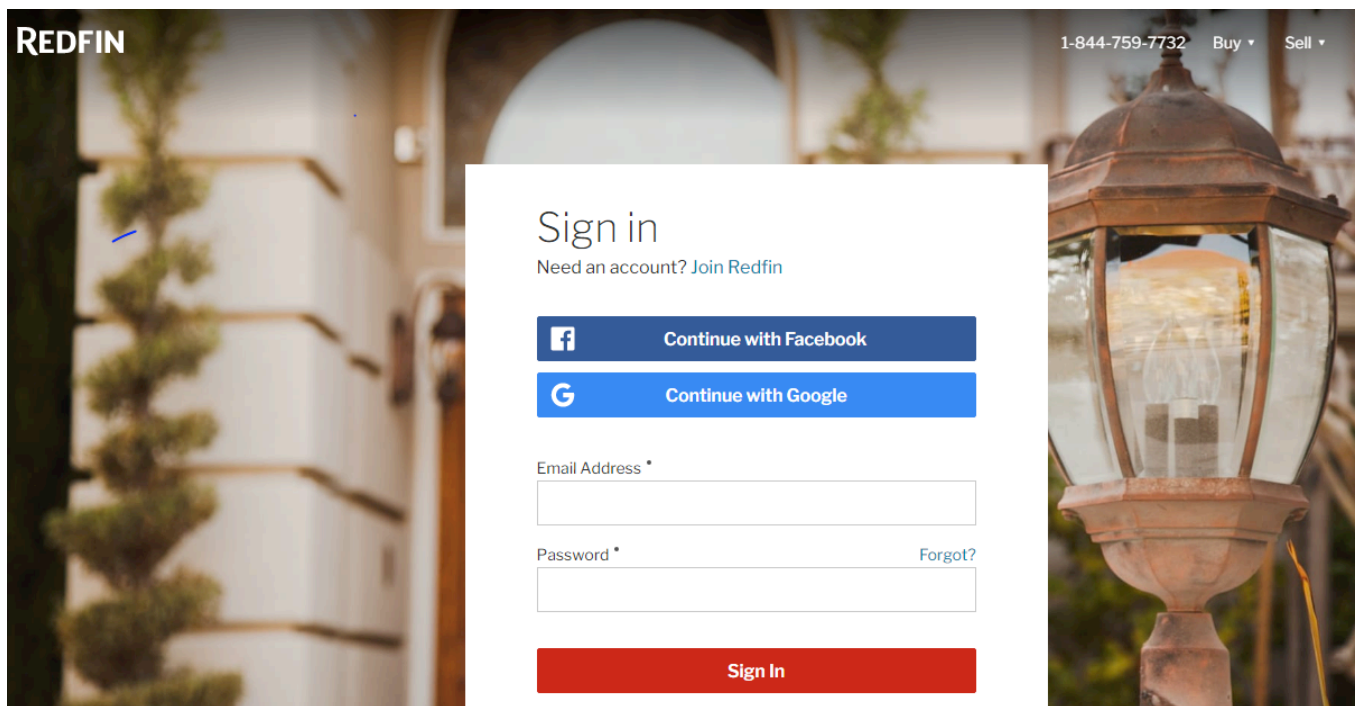 REDFIN
1-844-759-7732 Buy ▾ Sell ▾
Sign in
Need an account? Join Redfin
Continue with Facebook
Continue with Google
Email Address •
Password • Forgot?
Sign In